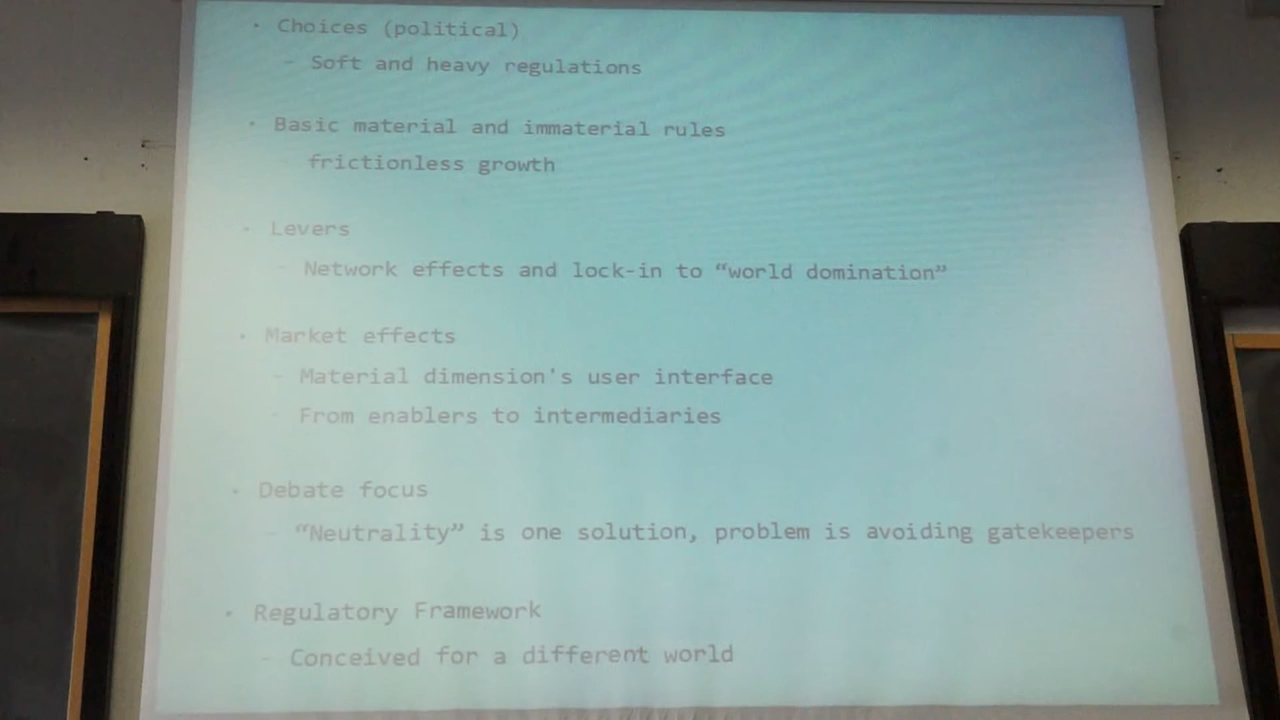 • Choices (political)
– Soft and heavy regulations
• Basic material and immaterial rules
– frictionless growth
• Levers
– Network effects and lock-in to “world domination”
• Market effects
– Material dimension's user interface
– From enablers to intermediaries
• Debate focus
– “Neutrality” is one solution, problem is avoiding gatekeepers
• Regulatory Framework
– Conceived for a different world